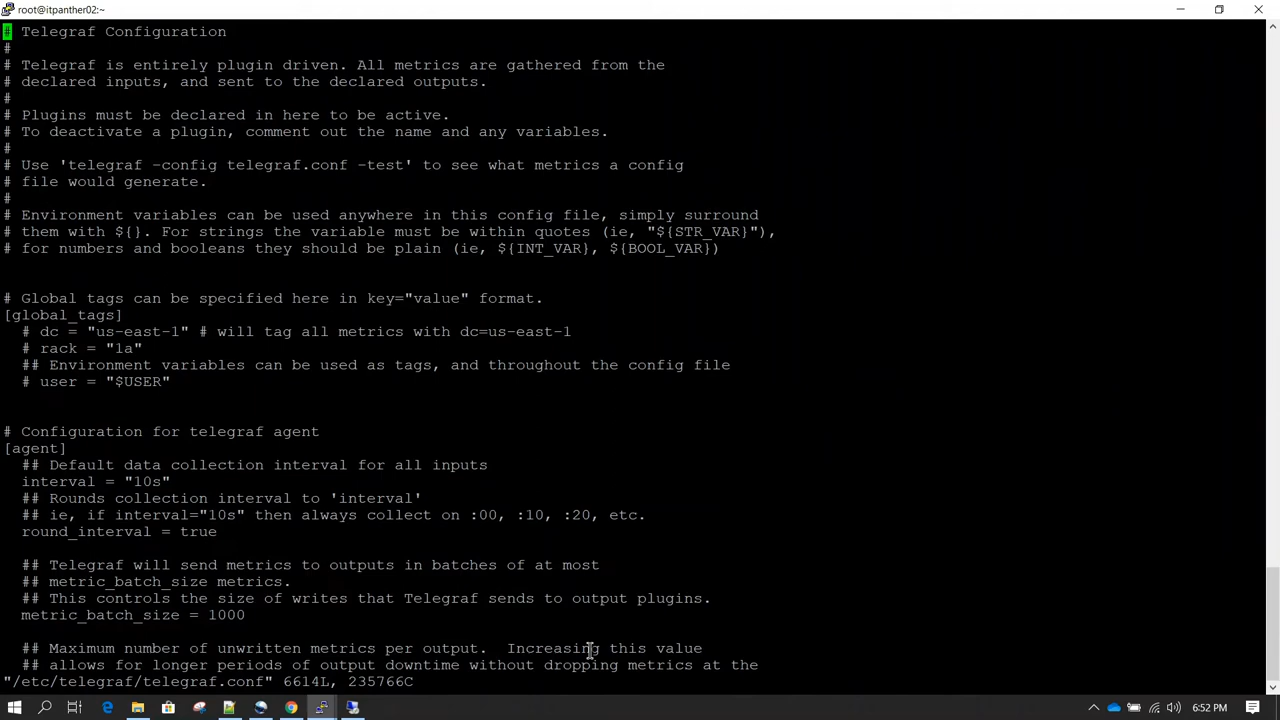 root@itpanther02:~
# Telegraf Configuration
#
# Telegraf is entirely plugin driven. All metrics are gathered from the
# declared inputs, and sent to the declared outputs.
#
# Plugins must be declared in here to be active.
# To deactivate a plugin, comment out the name and any variables.
#
# Use 'telegraf -config telegraf.conf -test' to see what metrics a config
# file would generate.
#
# Environment variables can be used anywhere in this config file, simply surround
# them with ${}. For strings the variable must be within quotes (ie, "${STR_VAR}"),
# for numbers and booleans they should be plain (ie, ${INT_VAR}, ${BOOL_VAR})
# Global tags can be specified here in key="value" format.
[global_tags]
# dc = "us-east-1" # will tag all metrics with dc=us-east-1
# rack = "1a"
## Environment variables can be used as tags, and throughout the config file
# user = "$USER"
# Configuration for telegraf agent
[agent]
## Default data collection interval for all inputs
interval = "10s"
## Rounds collection interval to 'interval'
## ie, if interval="10s" then always collect on :00, :10, :20, etc.
round_interval = true
## Telegraf will send metrics to outputs in batches of at most
## metric_batch_size metrics.
## This controls the size of writes that Telegraf sends to output plugins.
metric_batch_size = 1000
## Maximum number of unwritten metrics per output.  Increasing this value
## allows for longer periods of output downtime without dropping metrics at the
"/etc/telegraf/telegraf.conf" 6614L, 235766C
6:52 PM